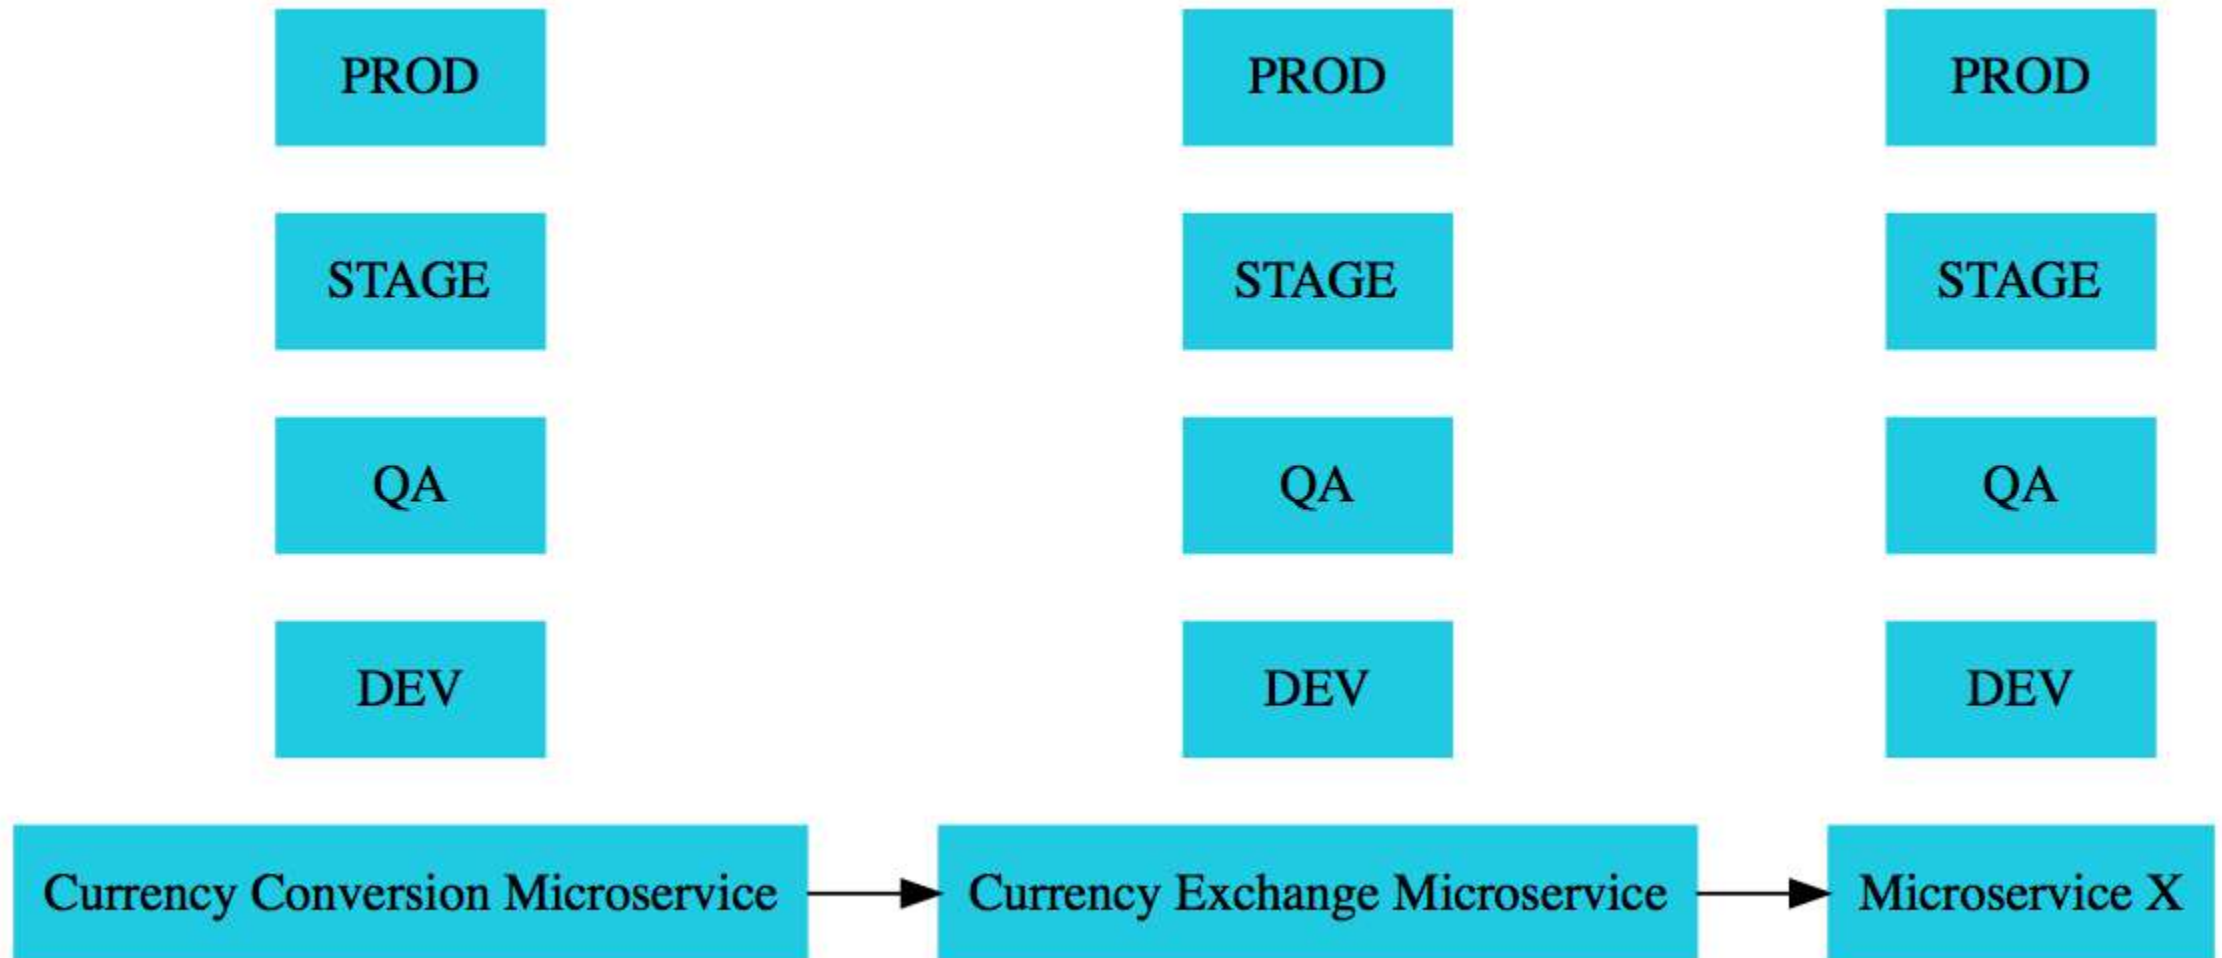 PROD
PROD
PROD
STAGE
STAGE
STAGE
QA
QA
QA
DEV
DEV
DEV
Currency Conversion Microservice
Currency Exchange Microservice
Microservice X